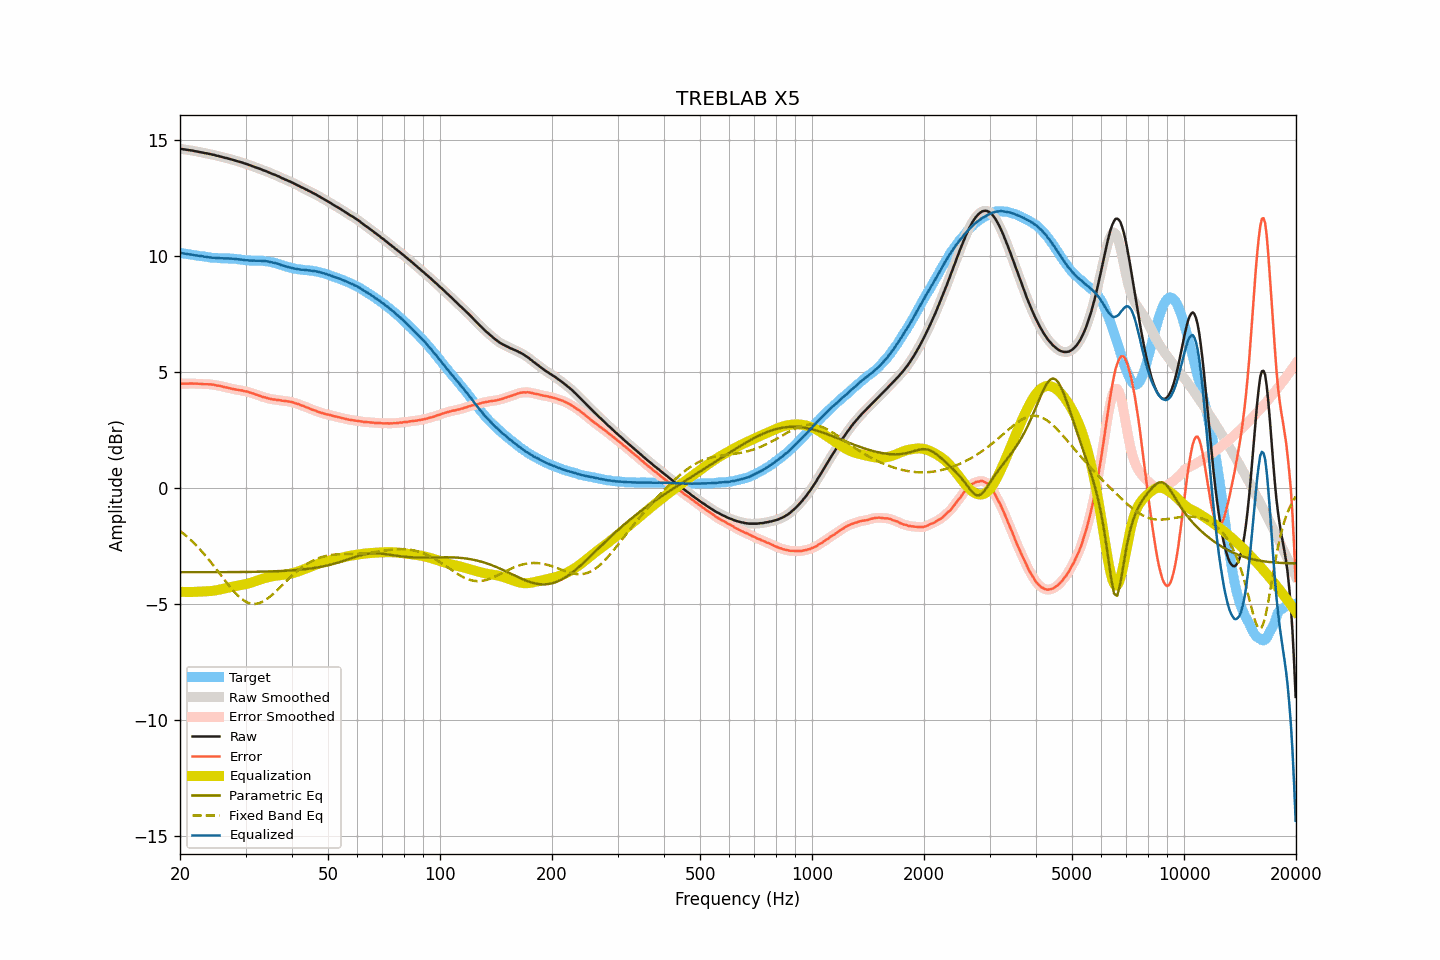 TREBLAB X5
15
10
5
0
−5
−10
−15
Amplitude (dBr)
Target
Raw Smoothed
Error Smoothed
Raw
Error
Equalization
Parametric Eq
Fixed Band Eq
Equalized
20 50 100 200 500 1000 2000 5000 10000 20000
Frequency (Hz)